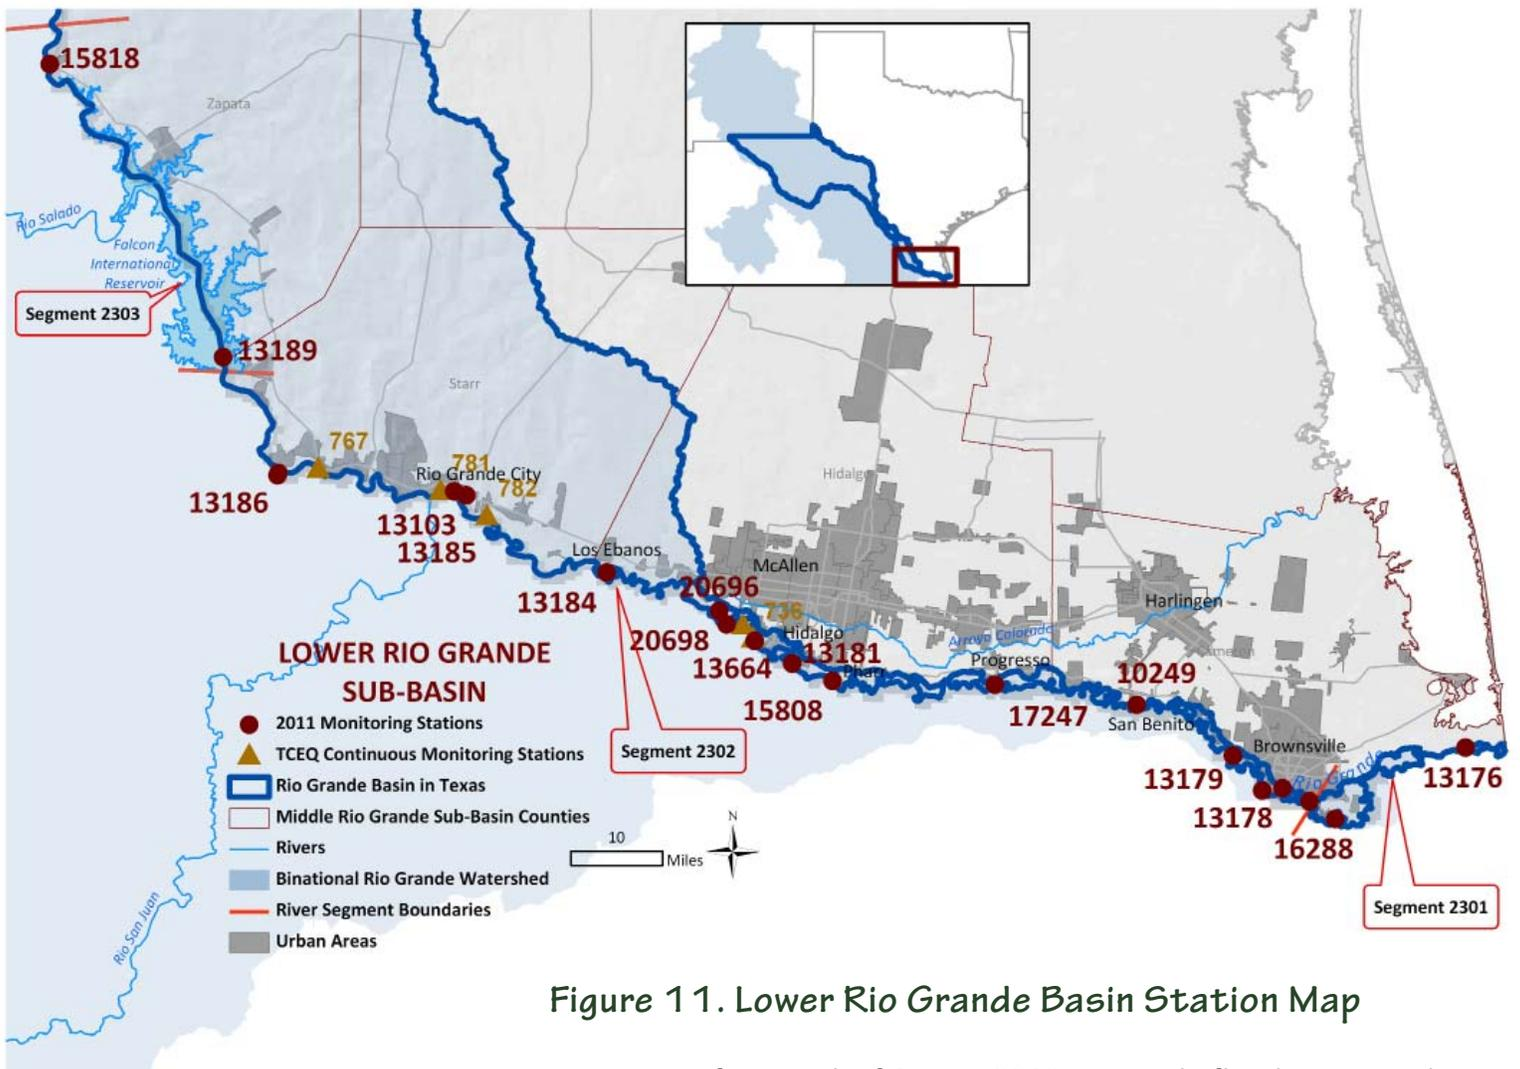 15818
Zapata
Rio Salado
Falcon
International
Reservoir
Segment 2303
13189
Starr
767
781
Rio Grande City
782
13186
13103
13185
Los Ebanos
13184
Hidalgo
McAllen
20696
736
Hidalgo
20698
13181
13664
Pharr
15808
Arroyo Colorado
Progresso
17247
Harlingen
Cameron
10249
San Benito
Brownsville
Rio Grande
13179
13178
16288
13176
Segment 2302
Segment 2301
LOWER RIO GRANDE
SUB-BASIN
2011 Monitoring Stations
TCEQ Continuous Monitoring Stations
Rio Grande Basin in Texas
Middle Rio Grande Sub-Basin Counties
Rivers
Binational Rio Grande Watershed
River Segment Boundaries
Urban Areas
Rio San Juan
10
Miles
N
Figure 11. Lower Rio Grande Basin Station Map